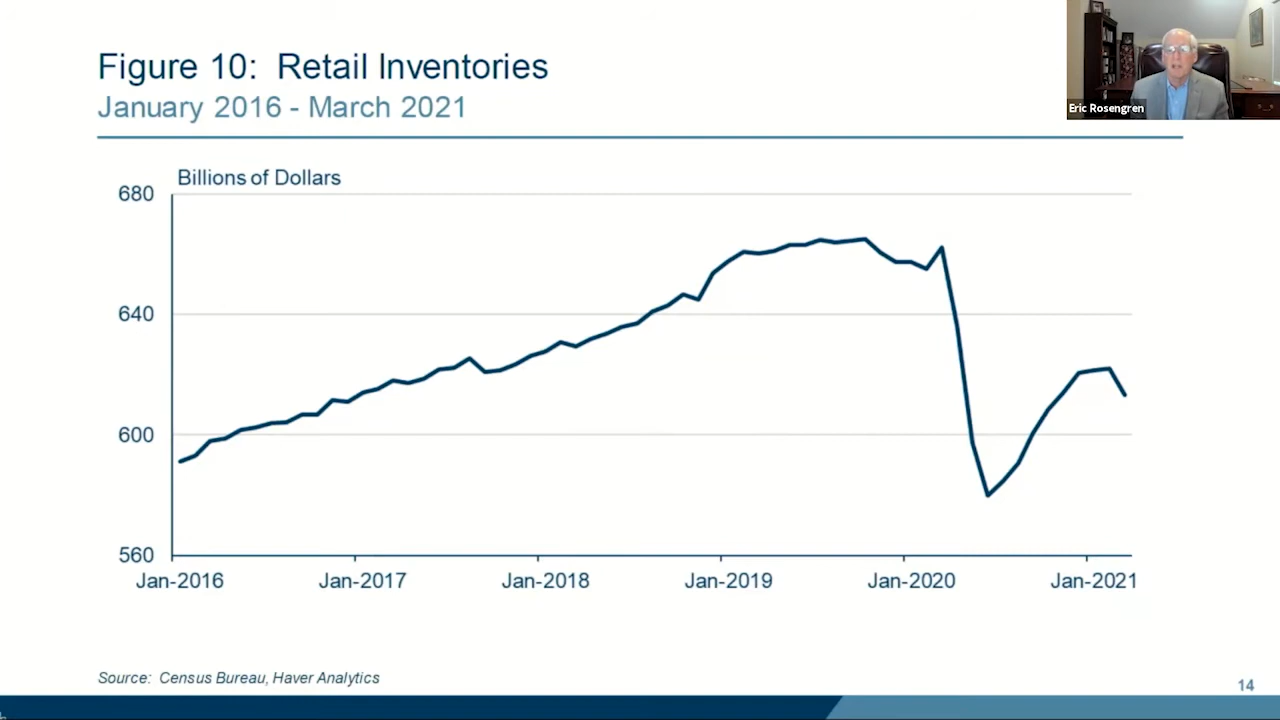 Figure 10: Retail Inventories
January 2016 - March 2021
Eric Rosengren
Billions of Dollars
680
640
600
560
Jan-2016 Jan-2017 Jan-2018 Jan-2019 Jan-2020 Jan-2021
Source: Census Bureau, Haver Analytics
14